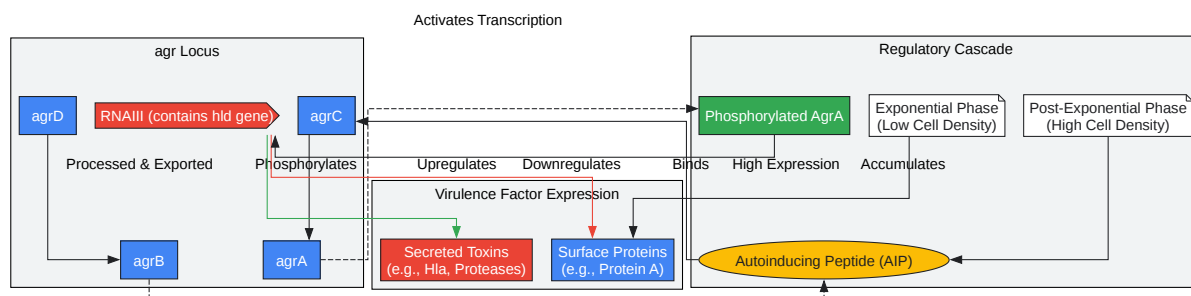 Activates Transcription
agr Locus
Regulatory Cascade
agrD
RNAIII (contains hld gene)
agrC
Phosphorylated AgrA
Exponential Phase
(Low Cell Density)
Post-Exponential Phase
(High Cell Density)
Processed & Exported
Phosphorylates
Upregulates
Downregulates
Binds
High Expression
Accumulates
Virulence Factor Expression
agrB
agrA
Secreted Toxins
(e.g., Hla, Proteases)
Surface Proteins
(e.g., Protein A)
Autoinducing Peptide (AIP)